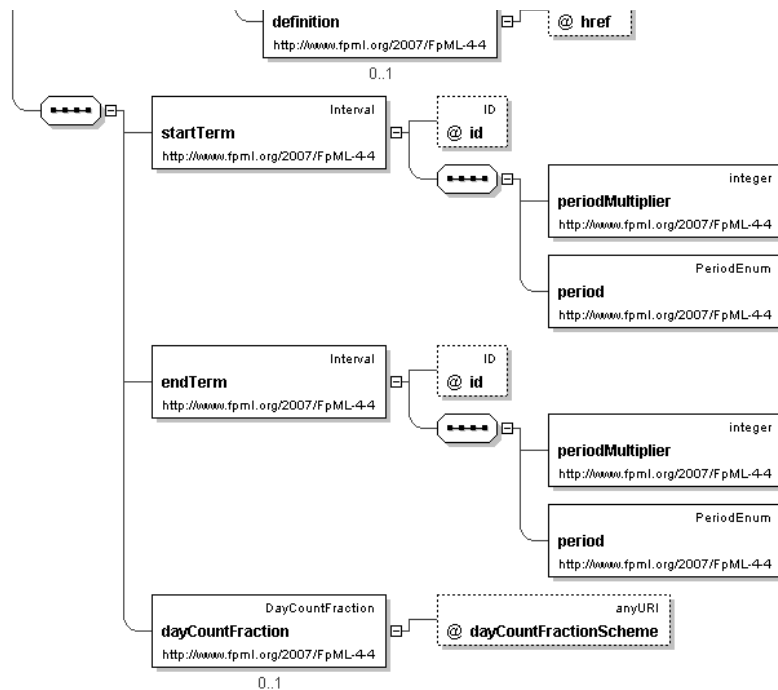 definition
http://www.fpml.org/2007/FpML-4-4
@ href
0..1
Interval
startTerm
http://www.fpml.org/2007/FpML-4-4
ID
@ id
integer
periodMultiplier
http://www.fpml.org/2007/FpML-4-4
PeriodEnum
period
http://www.fpml.org/2007/FpML-4-4
Interval
endTerm
http://www.fpml.org/2007/FpML-4-4
ID
@ id
integer
periodMultiplier
http://www.fpml.org/2007/FpML-4-4
PeriodEnum
period
http://www.fpml.org/2007/FpML-4-4
DayCountFraction
dayCountFraction
http://www.fpml.org/2007/FpML-4-4
0..1
anyURI
@ dayCountFractionScheme